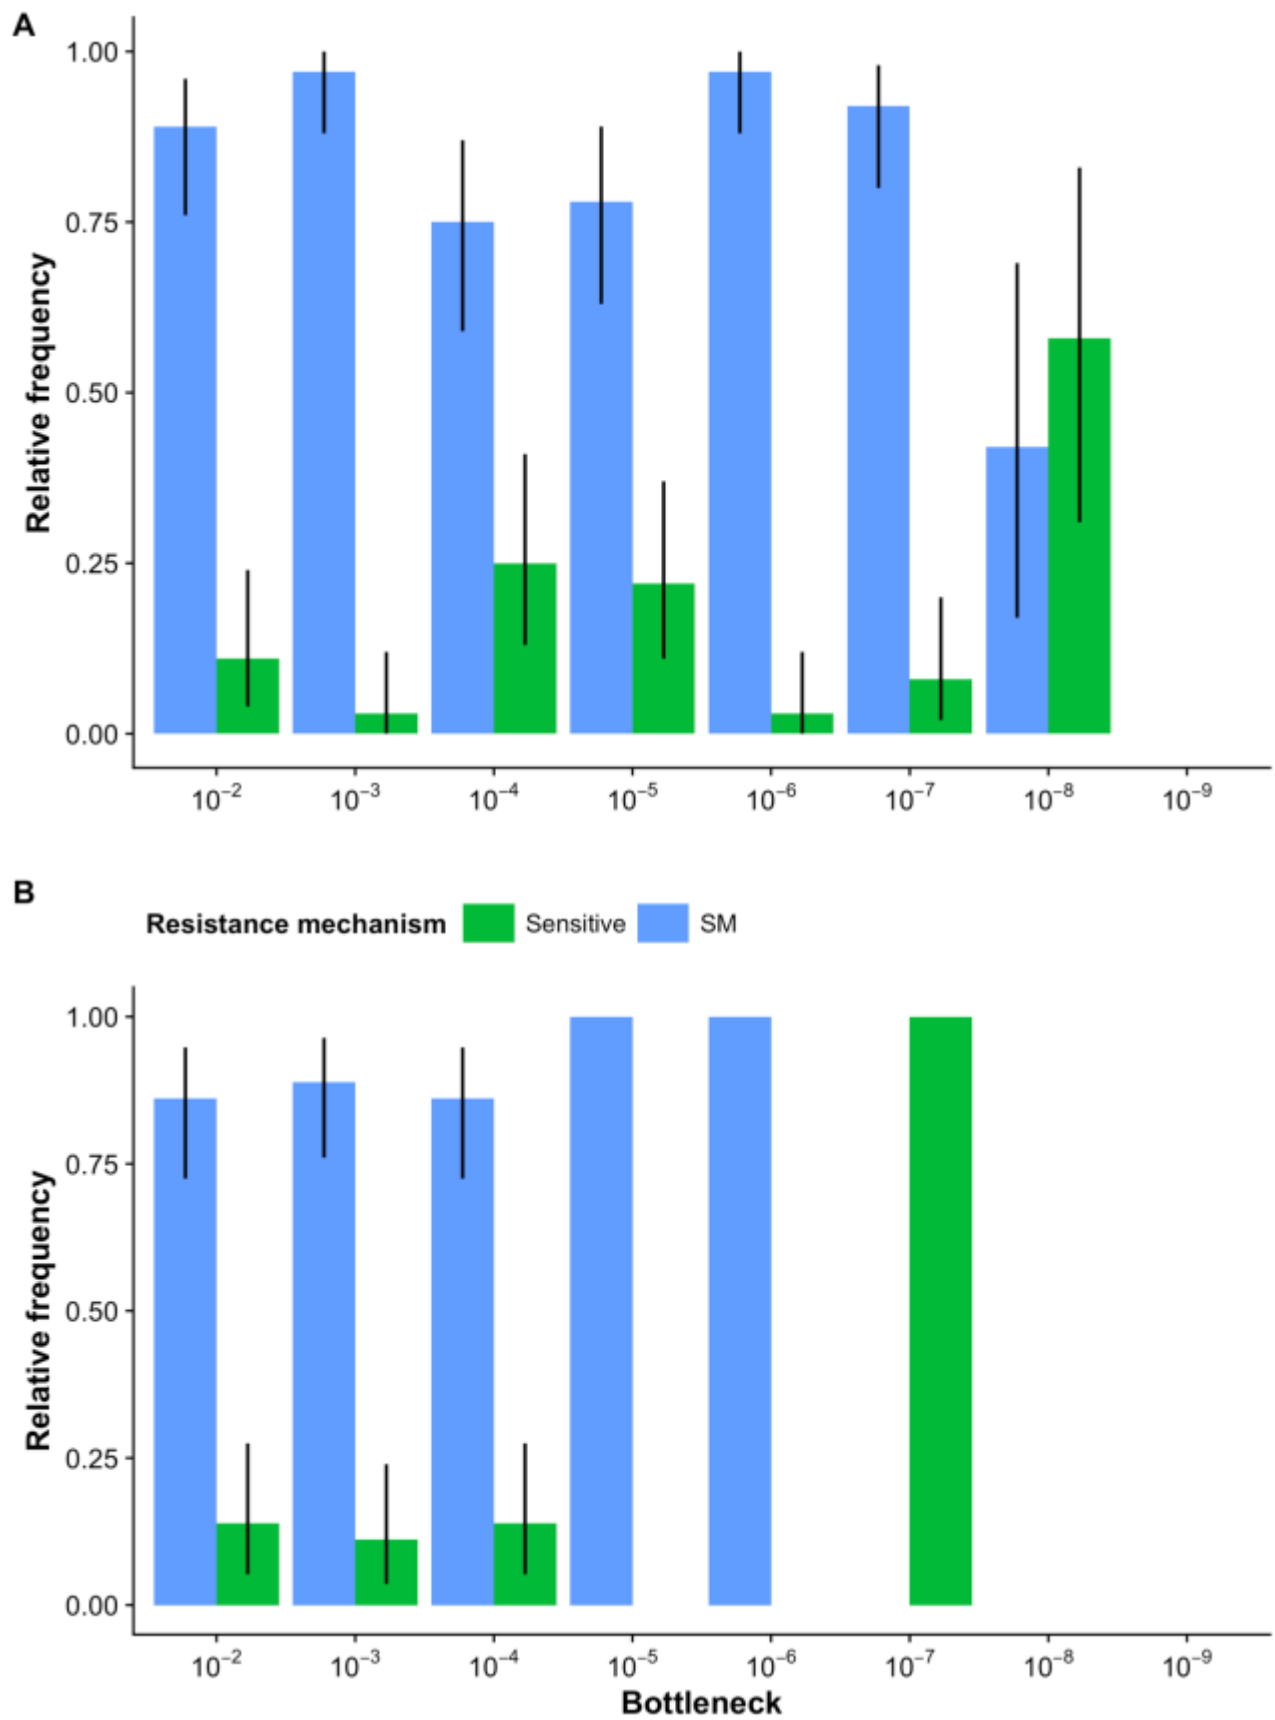 A
Relative frequency
1.00
0.75
0.50
0.25
0.00
10⁻² 10⁻³ 10⁻⁴ 10⁻⁵ 10⁻⁶ 10⁻⁷ 10⁻⁸ 10⁻⁹
B
Resistance mechanism Sensitive SM
Relative frequency
1.00
0.75
0.50
0.25
0.00
10⁻² 10⁻³ 10⁻⁴ 10⁻⁵ 10⁻⁶ 10⁻⁷ 10⁻⁸ 10⁻⁹
Bottleneck